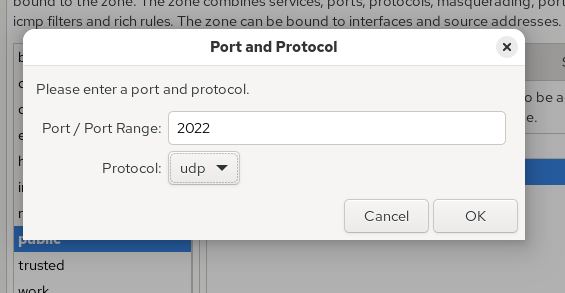 bound to the zone. The zone combines services, ports, protocols, masquerading, port
icmp filters and rich rules. The zone can be bound to interfaces and source addresses.
Port and Protocol
Please enter a port and protocol.
to be a
Port / Port Range: 2022
e.
Protocol: udp
Cancel OK
public
trusted
work